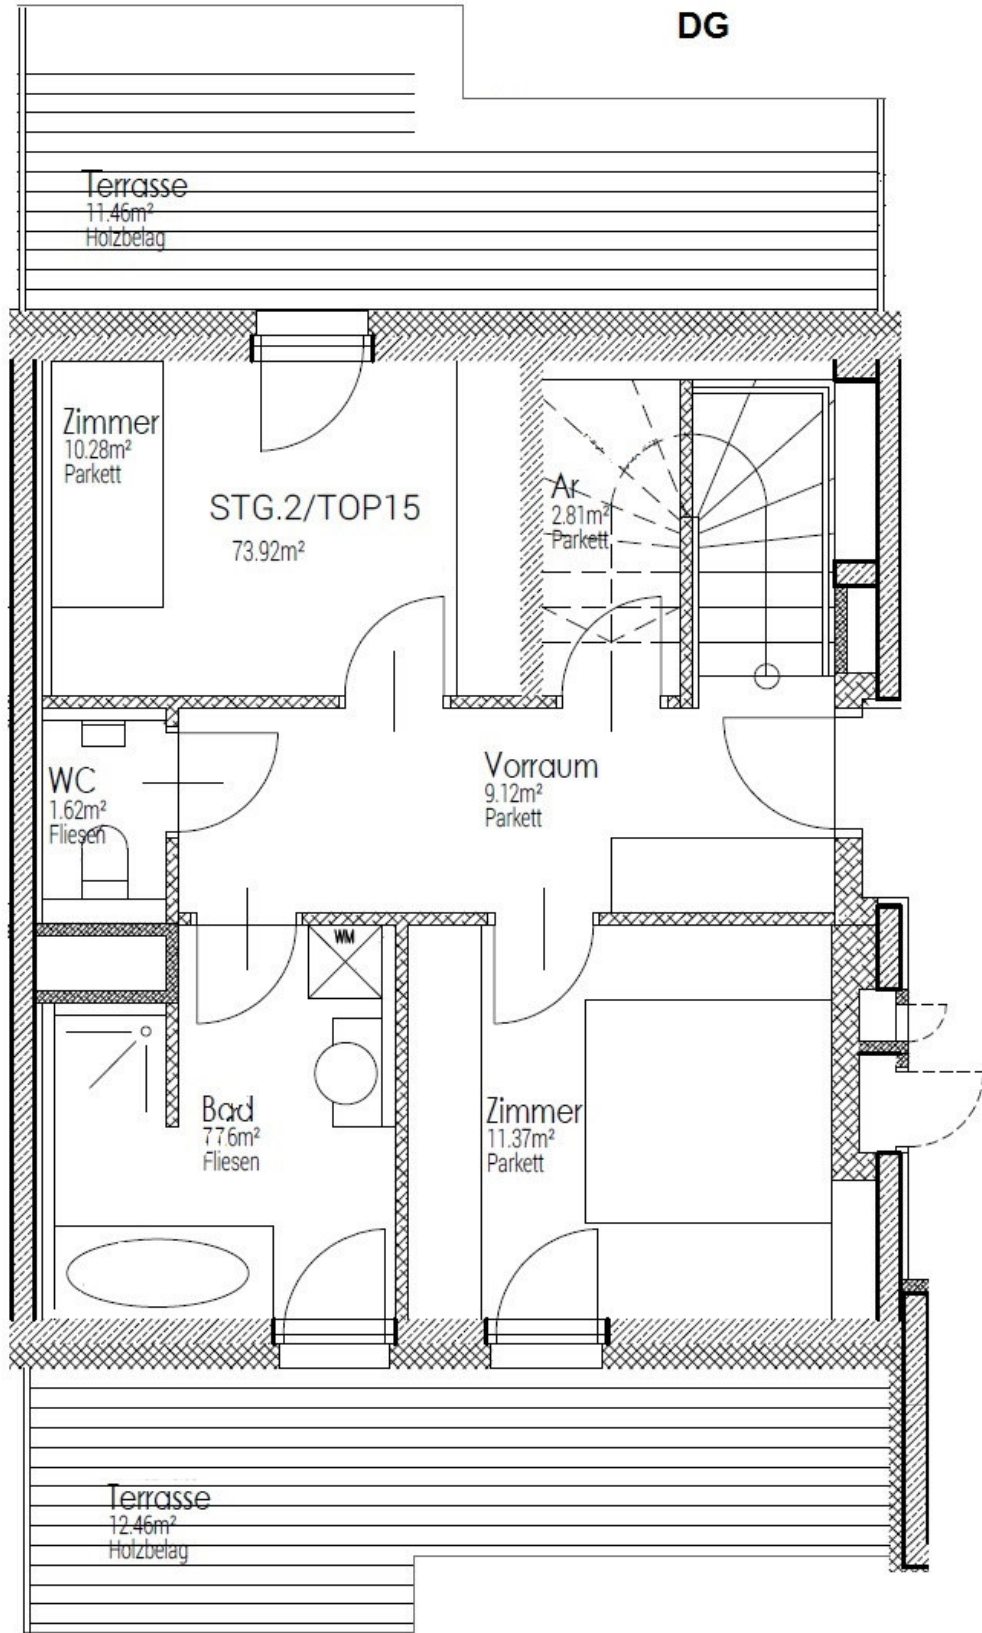 DG
Terrasse
11.46m²
Holzbelag
Zimmer
10.28m²
Parkett
STG.2/TOP15
73.92m²
Ar
2.81m²
Parkett
WC
1.62m²
Fliesen
Vorraum
9.12m²
Parkett
WM
Bad
7.76m²
Fliesen
Zimmer
11.37m²
Parkett
Terrasse
12.46m²
Holzbelag